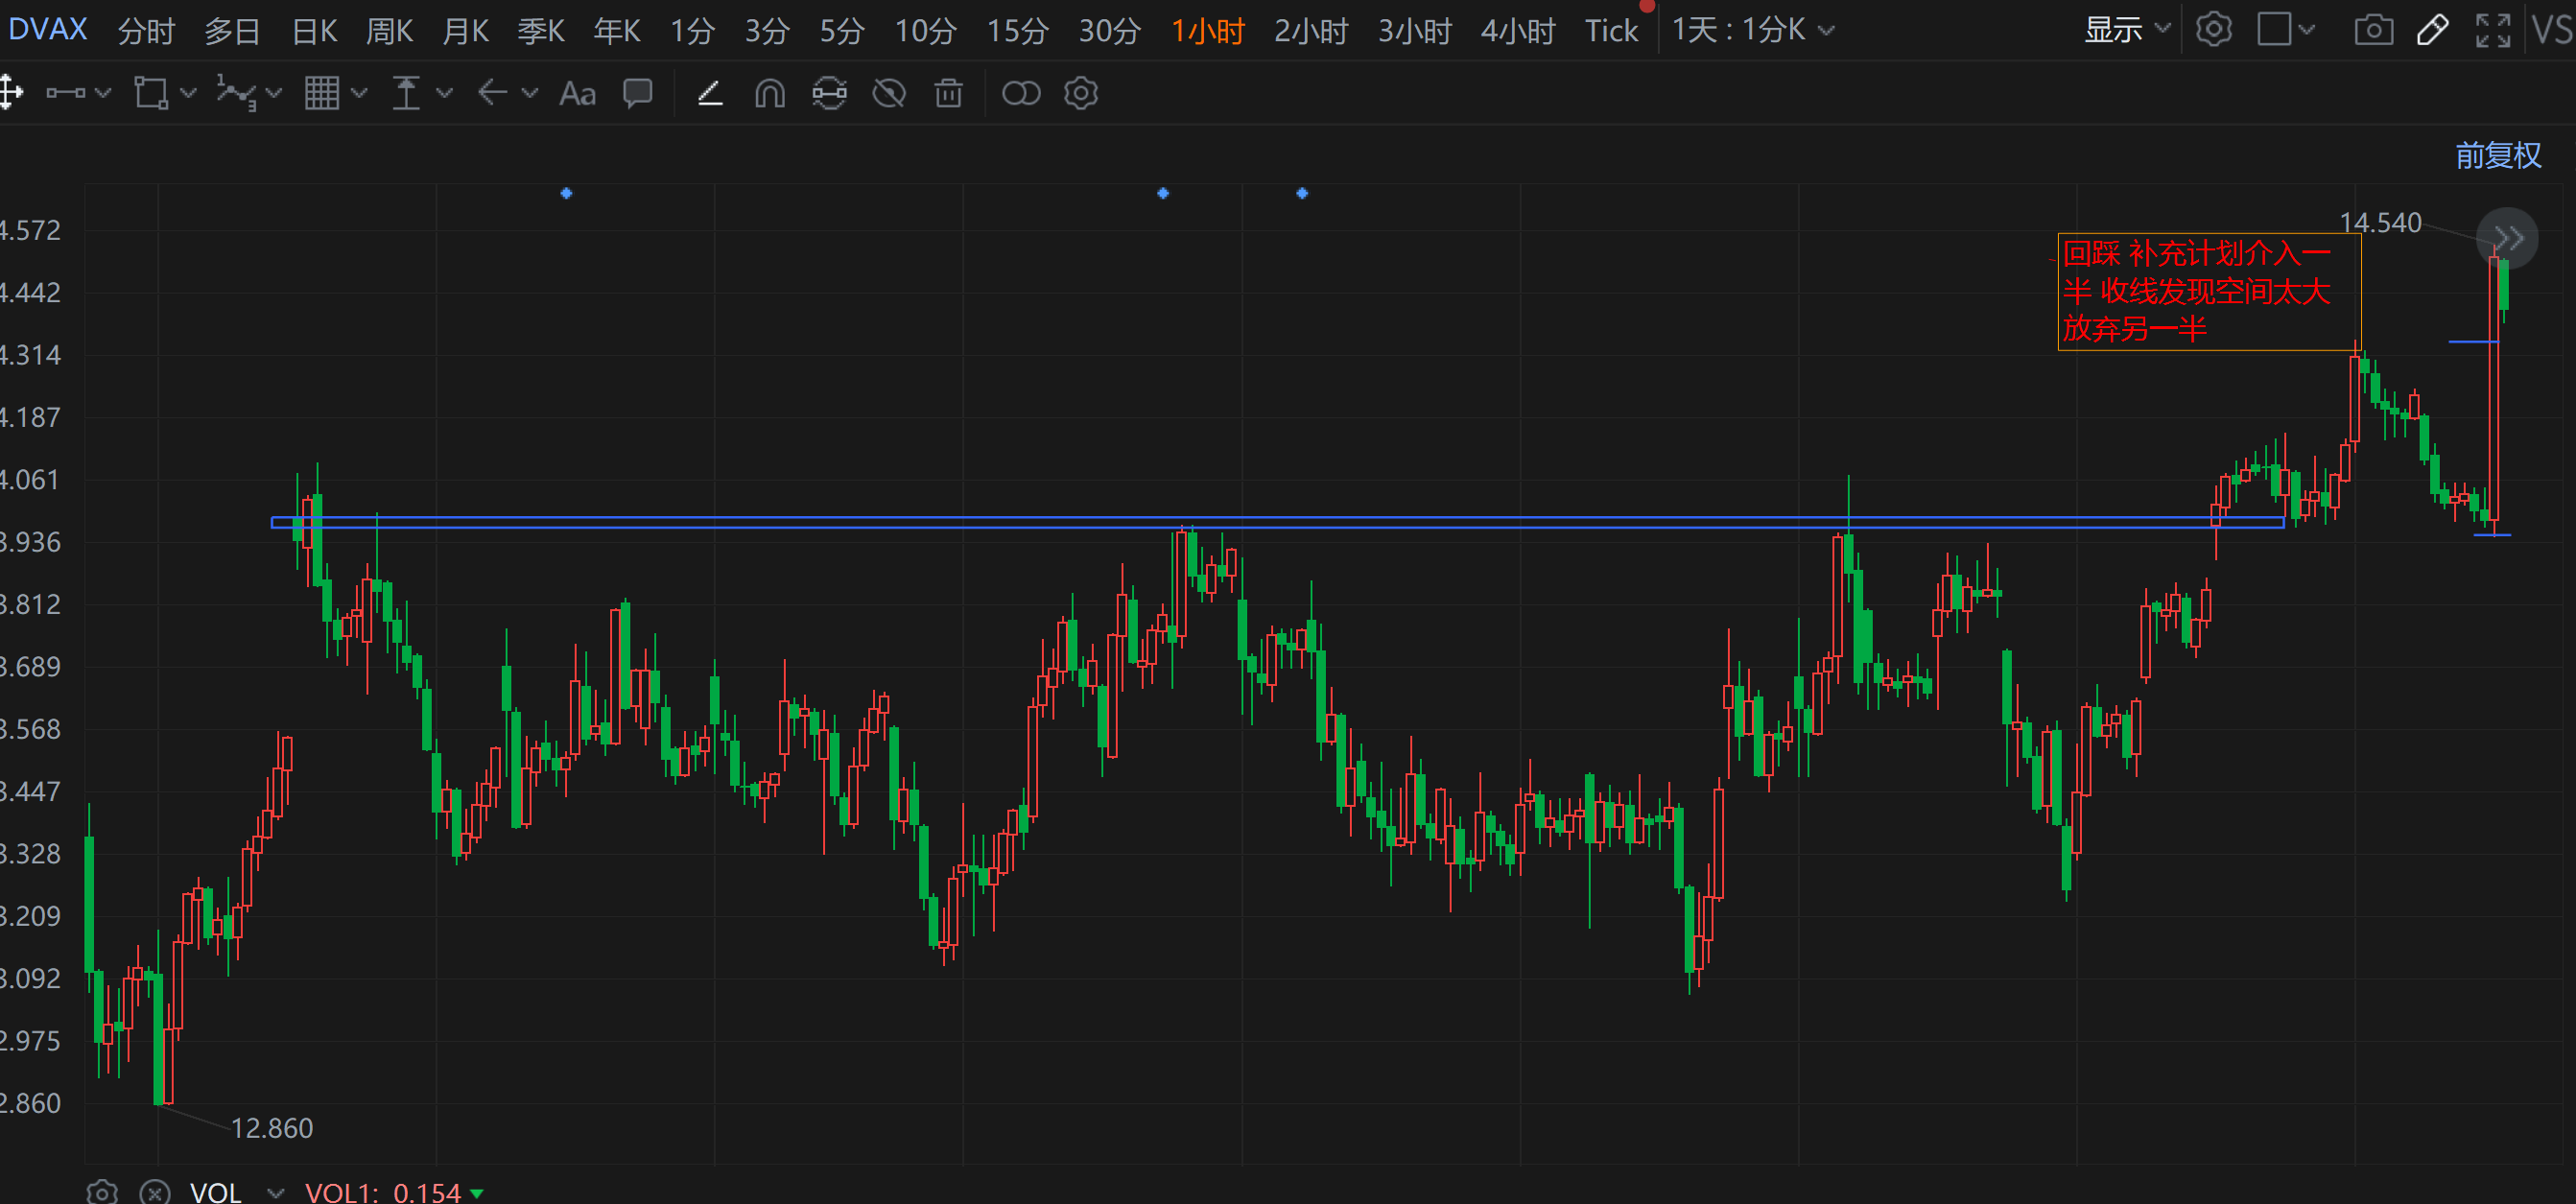 DVAX 分时 多日 日K 周K 月K 季K 年K 1分 3分 5分 10分 15分 30分 1小时 2小时 3小时 4小时 Tick 1天 : 1分K 显示 VS
Aa
前复权
4.572
4.442
4.314
4.187
4.061
3.936
3.812
3.689
3.568
3.447
3.328
3.209
3.092
2.975
2.860
14.540
回踩 补充计划介入一
半 收线发现空间太大
放弃另一半
12.860
VOL VOL1: 0.154